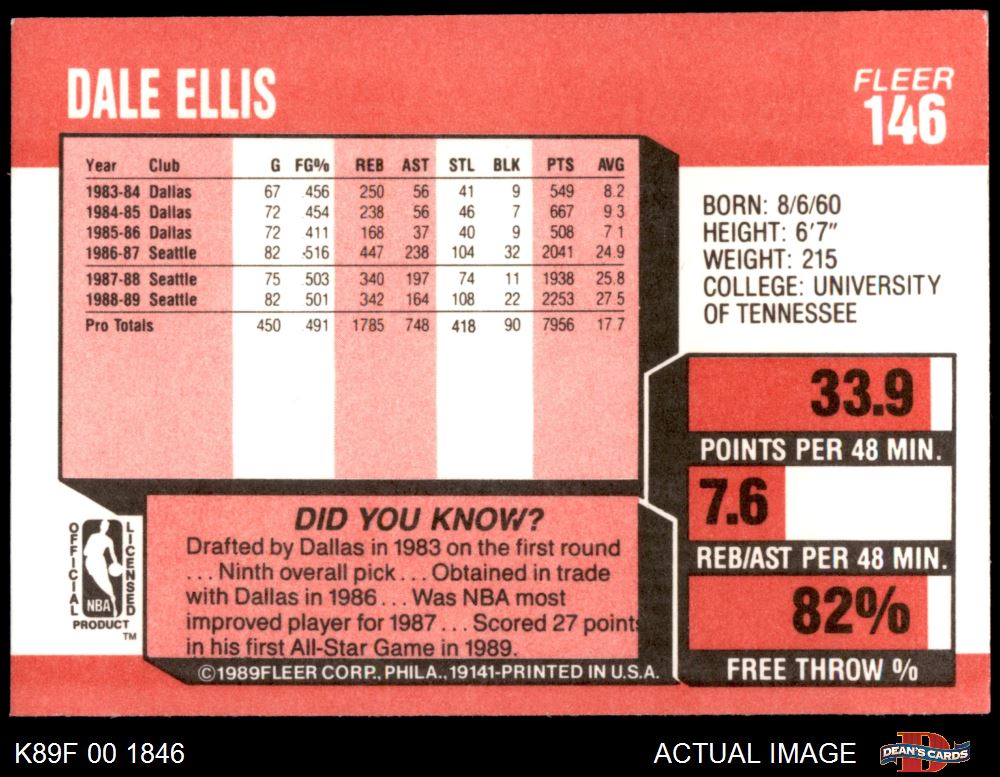 DALE ELLIS
FLEER
146
Year Club G FG% REB AST STL BLK PTS AVG
1983-84 Dallas 67 .456 250 56 41 9 549 8.2
1984-85 Dallas 72 .454 238 56 46 7 667 9 3
1985-86 Dallas 72 .411 168 37 40 9 508 7 1
1986-87 Seattle 82 .516 447 238 104 32 2041 24.9
1987-88 Seattle 75 .503 340 197 74 11 1938 25.8
1988-89 Seattle 82 501 342 164 108 22 2253 27 5
Pro Totals 450 .491 1785 748 418 90 7956 17.7
BORN: 8/6/60
HEIGHT: 6'7"
WEIGHT: 215
COLLEGE: UNIVERSITY
OF TENNESSEE
33.9
POINTS PER 48 MIN.
7.6
REB/AST PER 48 MIN.
82%
FREE THROW %
DID YOU KNOW?
Drafted by Dallas in 1983 on the first round
... Ninth overall pick ... Obtained in trade
with Dallas in 1986 ... Was NBA most
improved player for 1987 ... Scored 27 points
in his first All-Star Game in 1989.
OFFICIAL
LICENSED
NBA
PRODUCT
TM
©1989FLEER CORP., PHILA., 19141-PRINTED IN U.S.A.
K89F 00 1846
ACTUAL IMAGE
DEAN'S CARDS